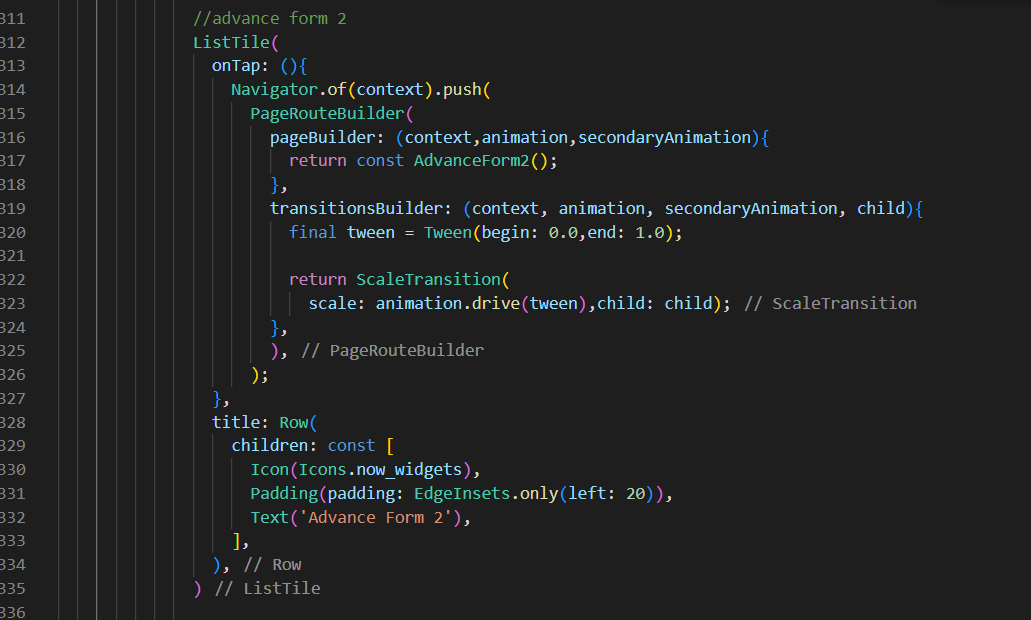 311 //advance form 2
312 ListTile(
313 onTap: (){
314 Navigator.of(context).push(
315 PageRouteBuilder(
316 pageBuilder: (context,animation,secondaryAnimation){
317 return const AdvanceForm2();
318 },
319 transitionsBuilder: (context, animation, secondaryAnimation, child){
320 final tween = Tween(begin: 0.0,end: 1.0);
321
322 return ScaleTransition(
323 scale: animation.drive(tween),child: child); // ScaleTransition
324 },
325 ), // PageRouteBuilder
326 );
327 },
328 title: Row(
329 children: const [
330 Icon(Icons.now_widgets),
331 Padding(padding: EdgeInsets.only(left: 20)),
332 Text('Advance Form 2'),
333 ],
334 ), // Row
335 ) // ListTile
336